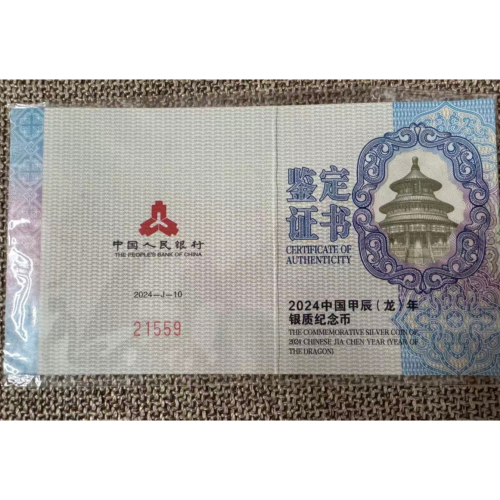 中国人民银行
THE PEOPLE'S BANK OF CHINA
2024-J-10
21559
鉴定
证书
CERTIFICATE OF
AUTHENTICITY
2024中国甲辰(龙)年
银质纪念币
THE COMMEMORATIVE SILVER COIN OF
2024 CHINESE JIA CHEN YEAR (YEAR OF
THE DRAGON)